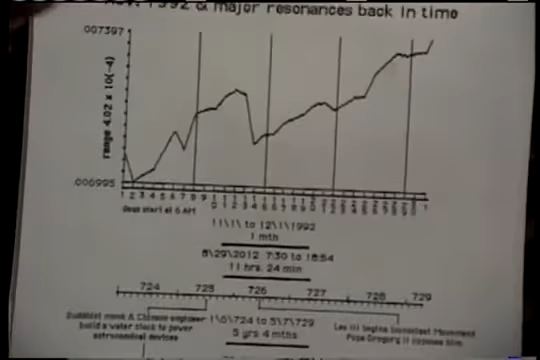 1992 & major resonances back in time
007397
range 4.02 x 10(-4)
006995
days start at 6 AM
11\1\ to 12\1\1992
1 mth
8\29\2012 7:30 to 18:54
11 hrs. 24 min
724 725 726 727 728 729
Buddhist monk & Chinese engineer
build a water clock to power
astronomical devices
1\6\724 to 5\7\729
5 yrs 4 mths
Leo III begins Iconoclast Movement
Pope Gregory II opposes him